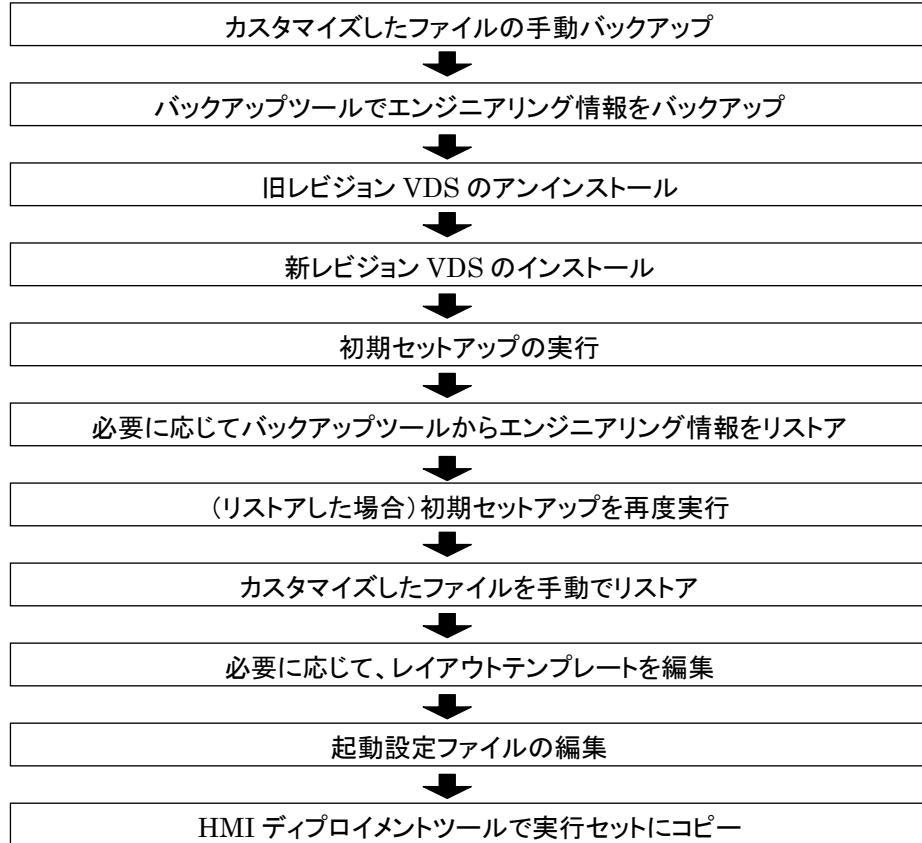 カスタマイズしたファイルの手動バックアップ
バックアップツールでエンジニアリング情報をバックアップ
旧レビジョン VDS のアンインストール
新レビジョン VDS のインストール
初期セットアップの実行
必要に応じてバックアップツールからエンジニアリング情報をリストア
(リストアした場合)初期セットアップを再度実行
カスタマイズしたファイルを手動でリストア
必要に応じて、レイアウトテンプレートを編集
起動設定ファイルの編集
HMI ディプロイメントツールで実行セットにコピー